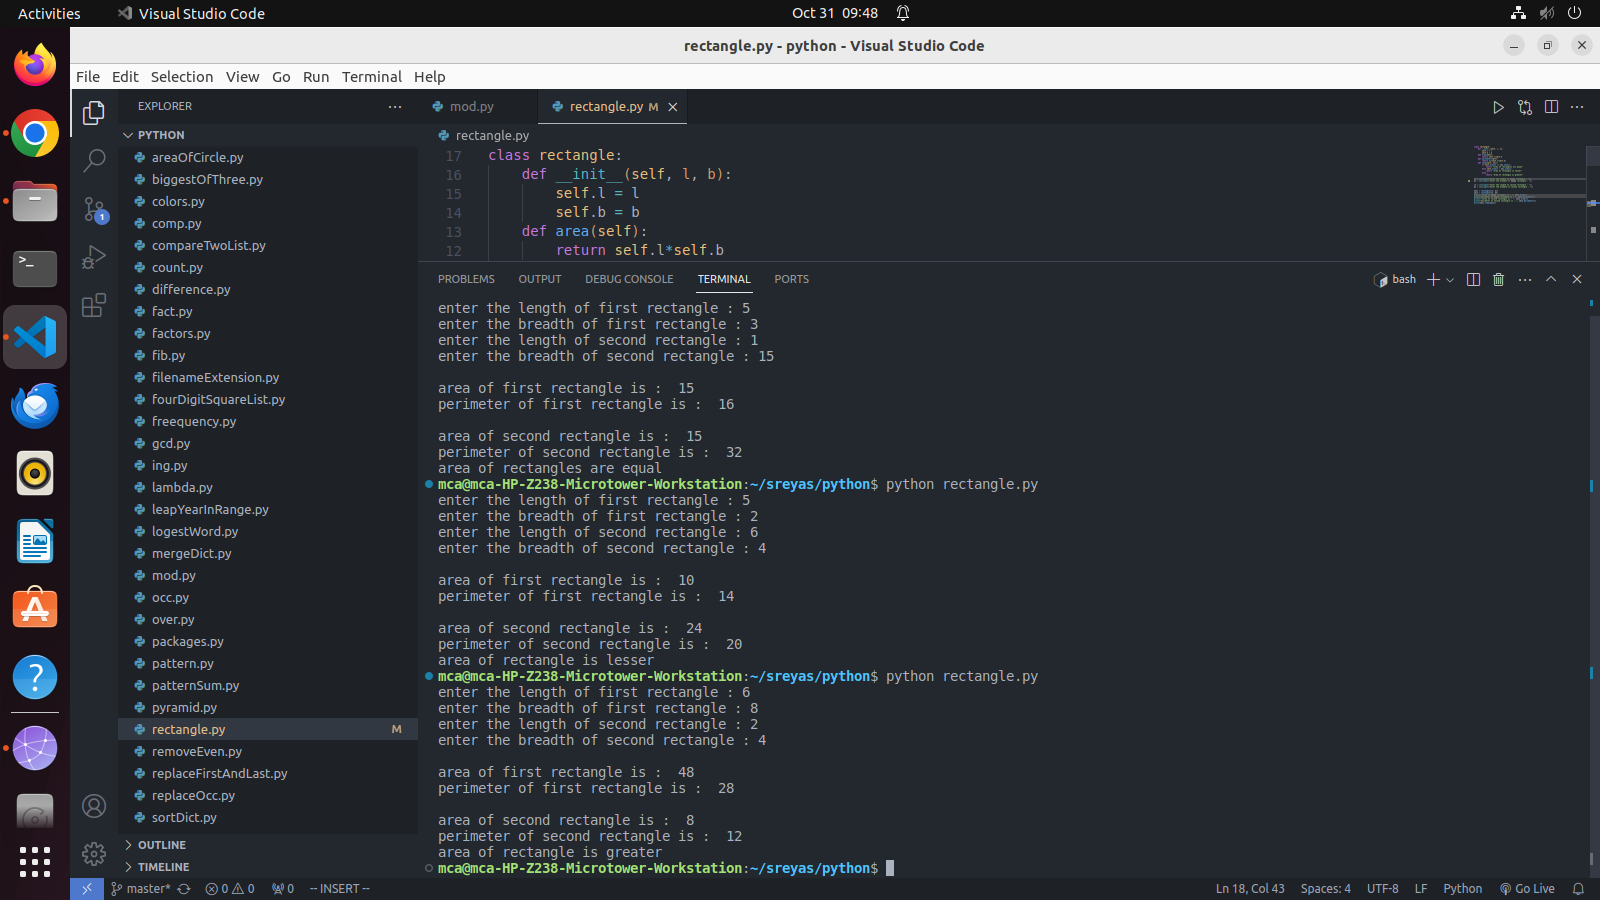 Activities
Visual Studio Code
Oct 31 09:48
rectangle.py - python - Visual Studio Code
File Edit Selection View Go Run Terminal Help
EXPLORER
mod.py
rectangle.py M
PYTHON
rectangle.py
areaOfCircle.py
biggestOfThree.py
colors.py
comp.py
compareTwoList.py
count.py
difference.py
fact.py
factors.py
fib.py
filenameExtension.py
fourDigitSquareList.py
freequency.py
gcd.py
ing.py
lambda.py
leapYearInRange.py
logestWord.py
mergeDict.py
mod.py
occ.py
over.py
packages.py
pattern.py
patternSum.py
pyramid.py
rectangle.py M
removeEven.py
replaceFirstAndLast.py
replaceOcc.py
sortDict.py
OUTLINE
TIMELINE
1
17 class rectangle:
16 def __init__(self, l, b):
15 self.l = l
14 self.b = b
13 def area(self):
12 return self.l*self.b
PROBLEMS OUTPUT DEBUG CONSOLE TERMINAL PORTS
bash
enter the length of first rectangle : 5
enter the breadth of first rectangle : 3
enter the length of second rectangle : 1
enter the breadth of second rectangle : 15
area of first rectangle is :  15
perimeter of first rectangle is :  16
area of second rectangle is :  15
perimeter of second rectangle is :  32
area of rectangles are equal
mca@mca-HP-Z238-Microtower-Workstation:~/sreyas/python$ python rectangle.py
enter the length of first rectangle : 5
enter the breadth of first rectangle : 2
enter the length of second rectangle : 6
enter the breadth of second rectangle : 4
area of first rectangle is :  10
perimeter of first rectangle is :  14
area of second rectangle is :  24
perimeter of second rectangle is :  20
area of rectangle is lesser
mca@mca-HP-Z238-Microtower-Workstation:~/sreyas/python$ python rectangle.py
enter the length of first rectangle : 6
enter the breadth of first rectangle : 8
enter the length of second rectangle : 2
enter the breadth of second rectangle : 4
area of first rectangle is :  48
perimeter of first rectangle is :  28
area of second rectangle is :  8
perimeter of second rectangle is :  12
area of rectangle is greater
mca@mca-HP-Z238-Microtower-Workstation:~/sreyas/python$
master* 0 0 0 -- INSERT --
Ln 18, Col 43 Spaces: 4 UTF-8 LF Python Go Live